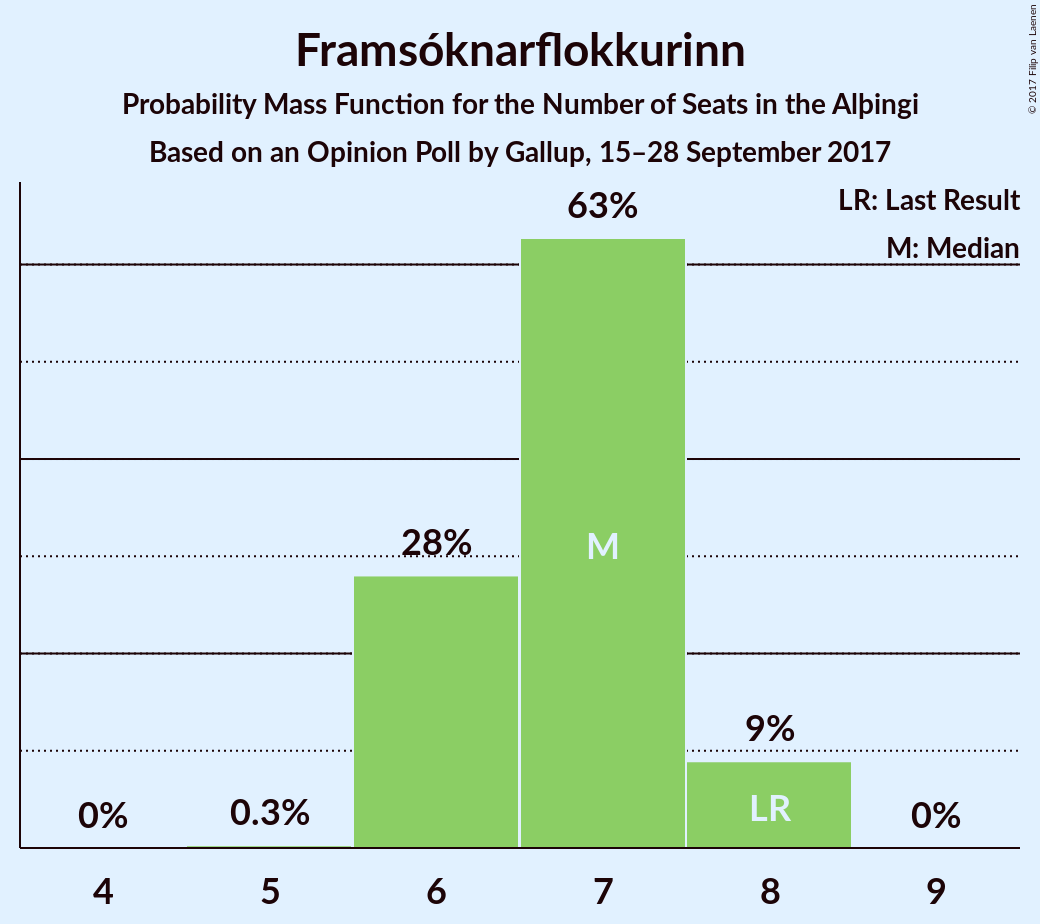 Framsóknarflokkurinn
Probability Mass Function for the Number of Seats in the Alþingi
Based on an Opinion Poll by Gallup, 15–28 September 2017
© 2017 Filip van Laenen
LR: Last Result
M: Median
63%
28%
M
9%
LR
0%
0.3%
0%
4 5 6 7 8 9